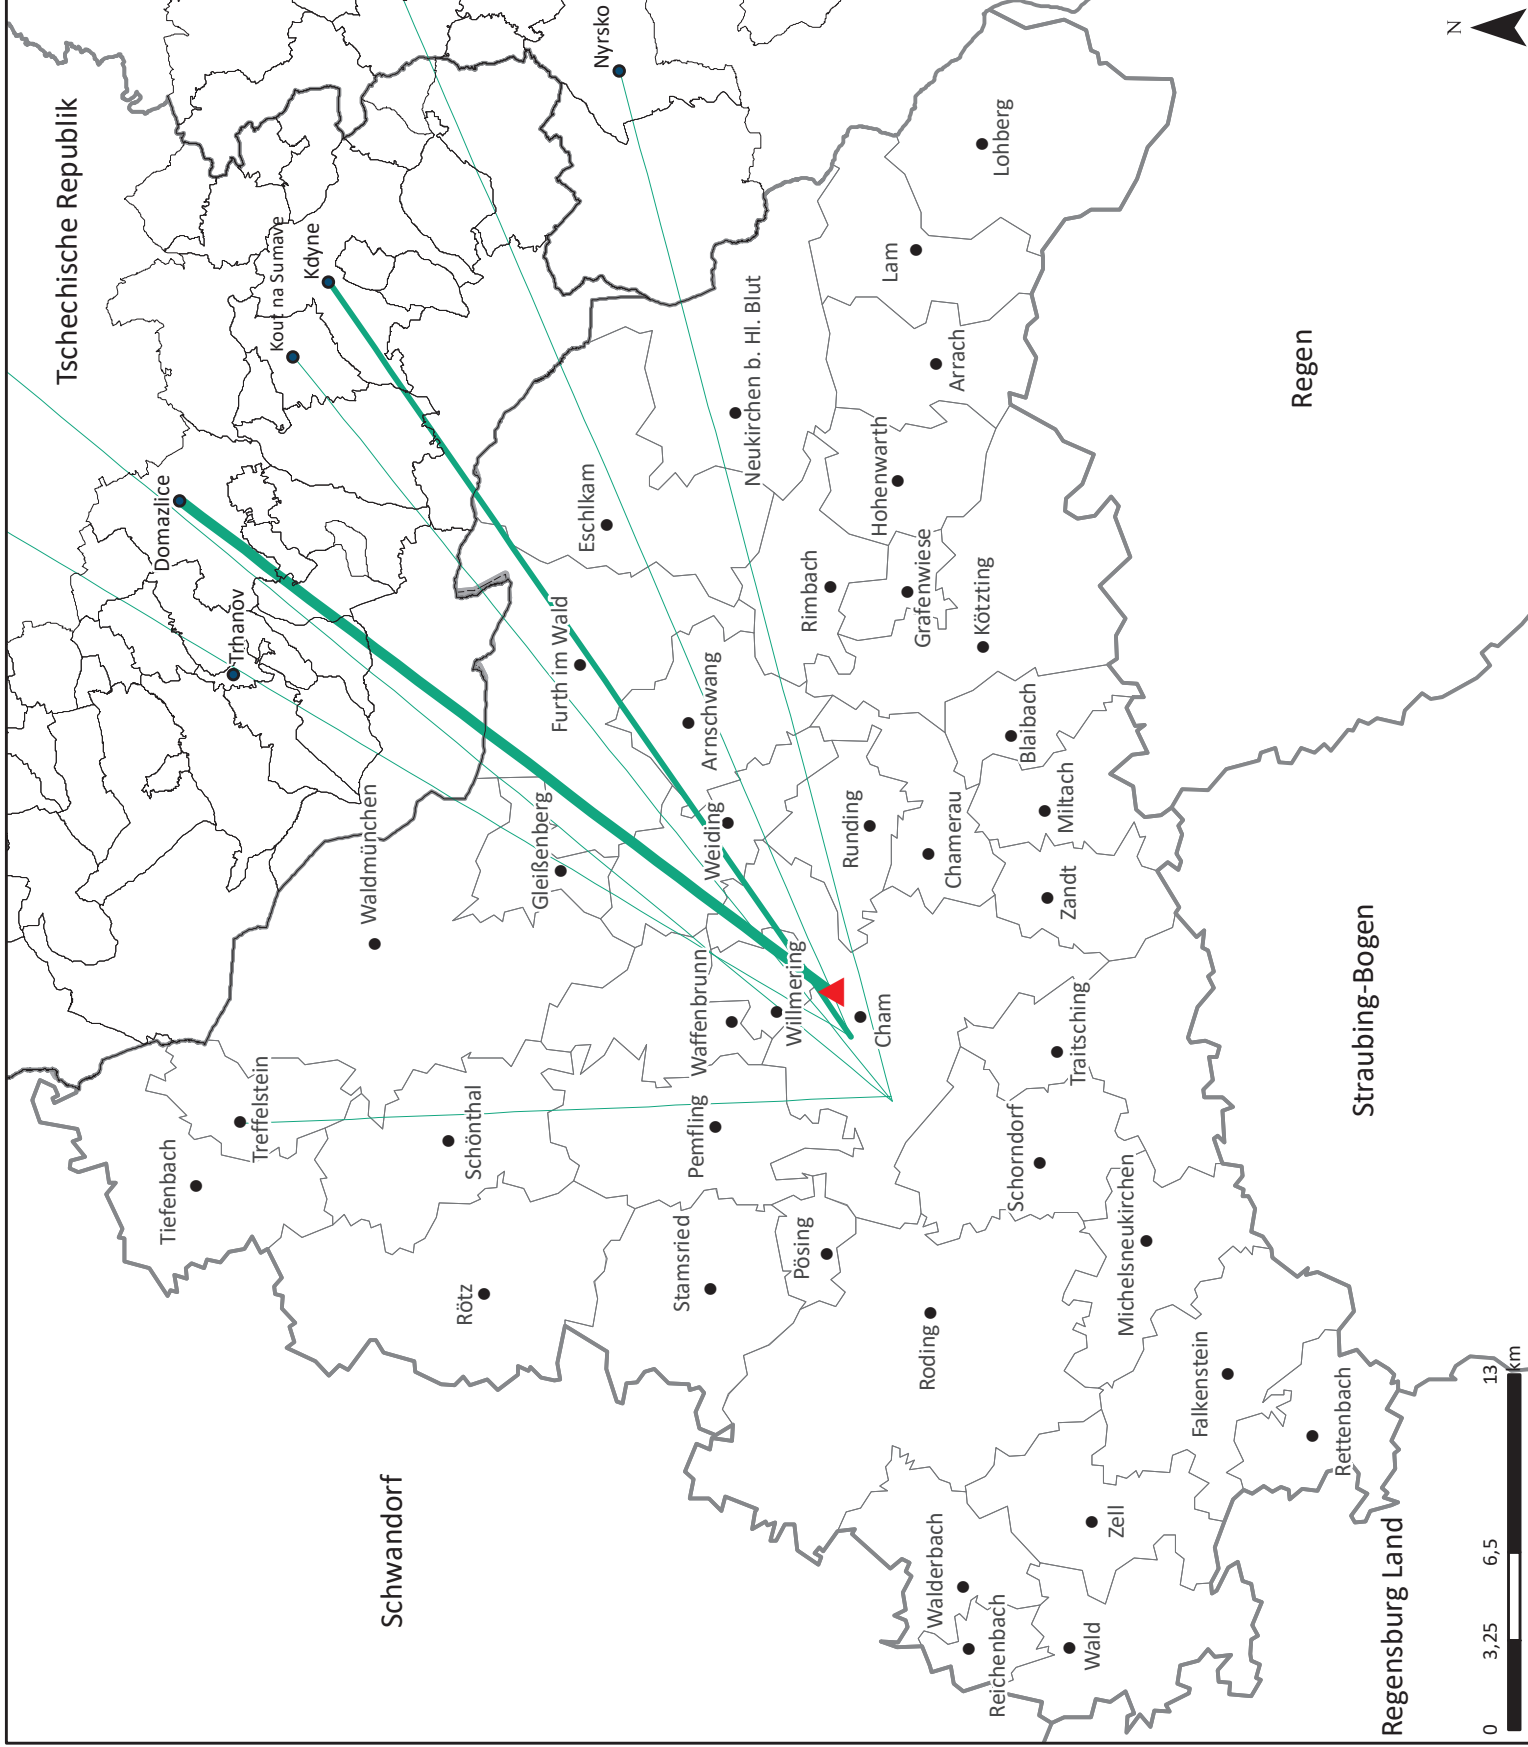 Tschechische Republik
Nyrsko
Kout na Sumave
Kdyne
Domazlice
Trhanov
Lohberg
Lam
Arrach
Neukirchen b. Hl. Blut
Eschlkam
Hohenwarth
Rimbach
Grafenwiese
Kötzting
Furth im Wald
Arnschwang
Blaibach
Miltach
Waldmünchen
Gleißenberg
Weiding
Runding
Chamerau
Zandt
Waffenbrunn
Willmering
Cham
Traitsching
Treffelstein
Tiefenbach
Schönthal
Pemfling
Schorndorf
Michelsneukirchen
Rötz
Stamsried
Pösing
Roding
Falkenstein
Rettenbach
Walderbach
Reichenbach
Zell
Wald
Schwandorf
Regen
Straubing-Bogen
Regensburg Land
N
0 3,25 6,5 13
km